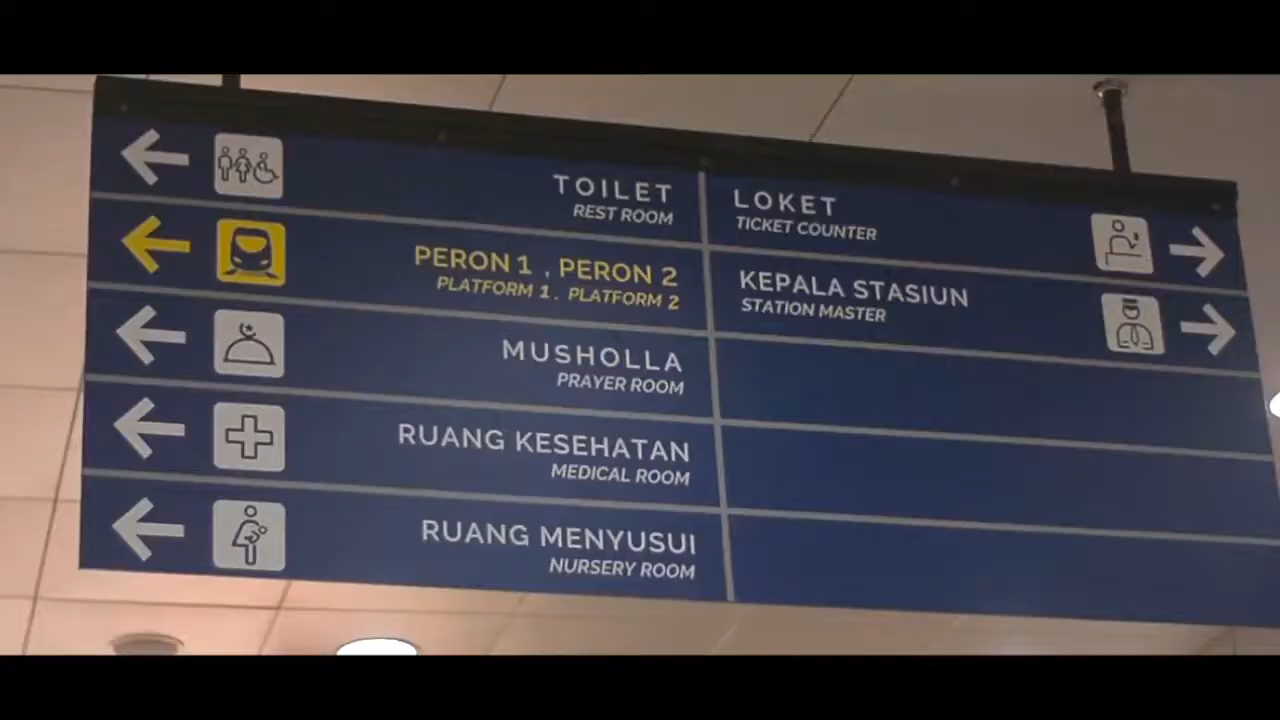 TOILET
REST ROOM
PERON 1 , PERON 2
PLATFORM 1 . PLATFORM 2
MUSHOLLA
PRAYER ROOM
RUANG KESEHATAN
MEDICAL ROOM
RUANG MENYUSUI
NURSERY ROOM
LOKET
TICKET COUNTER
KEPALA STASIUN
STATION MASTER